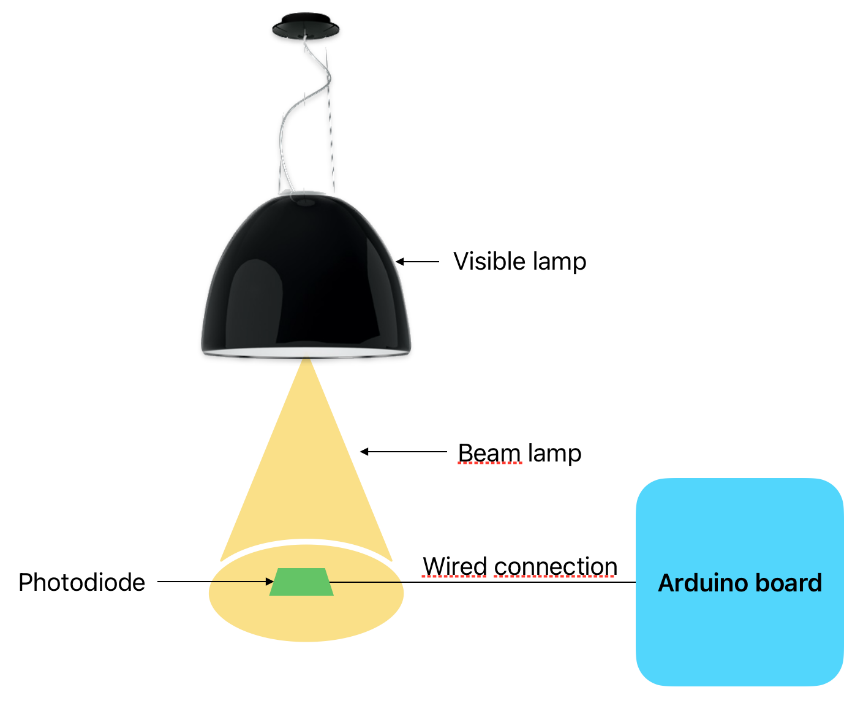 Visible lamp
Beam lamp
Wired connection
Photodiode
Arduino board